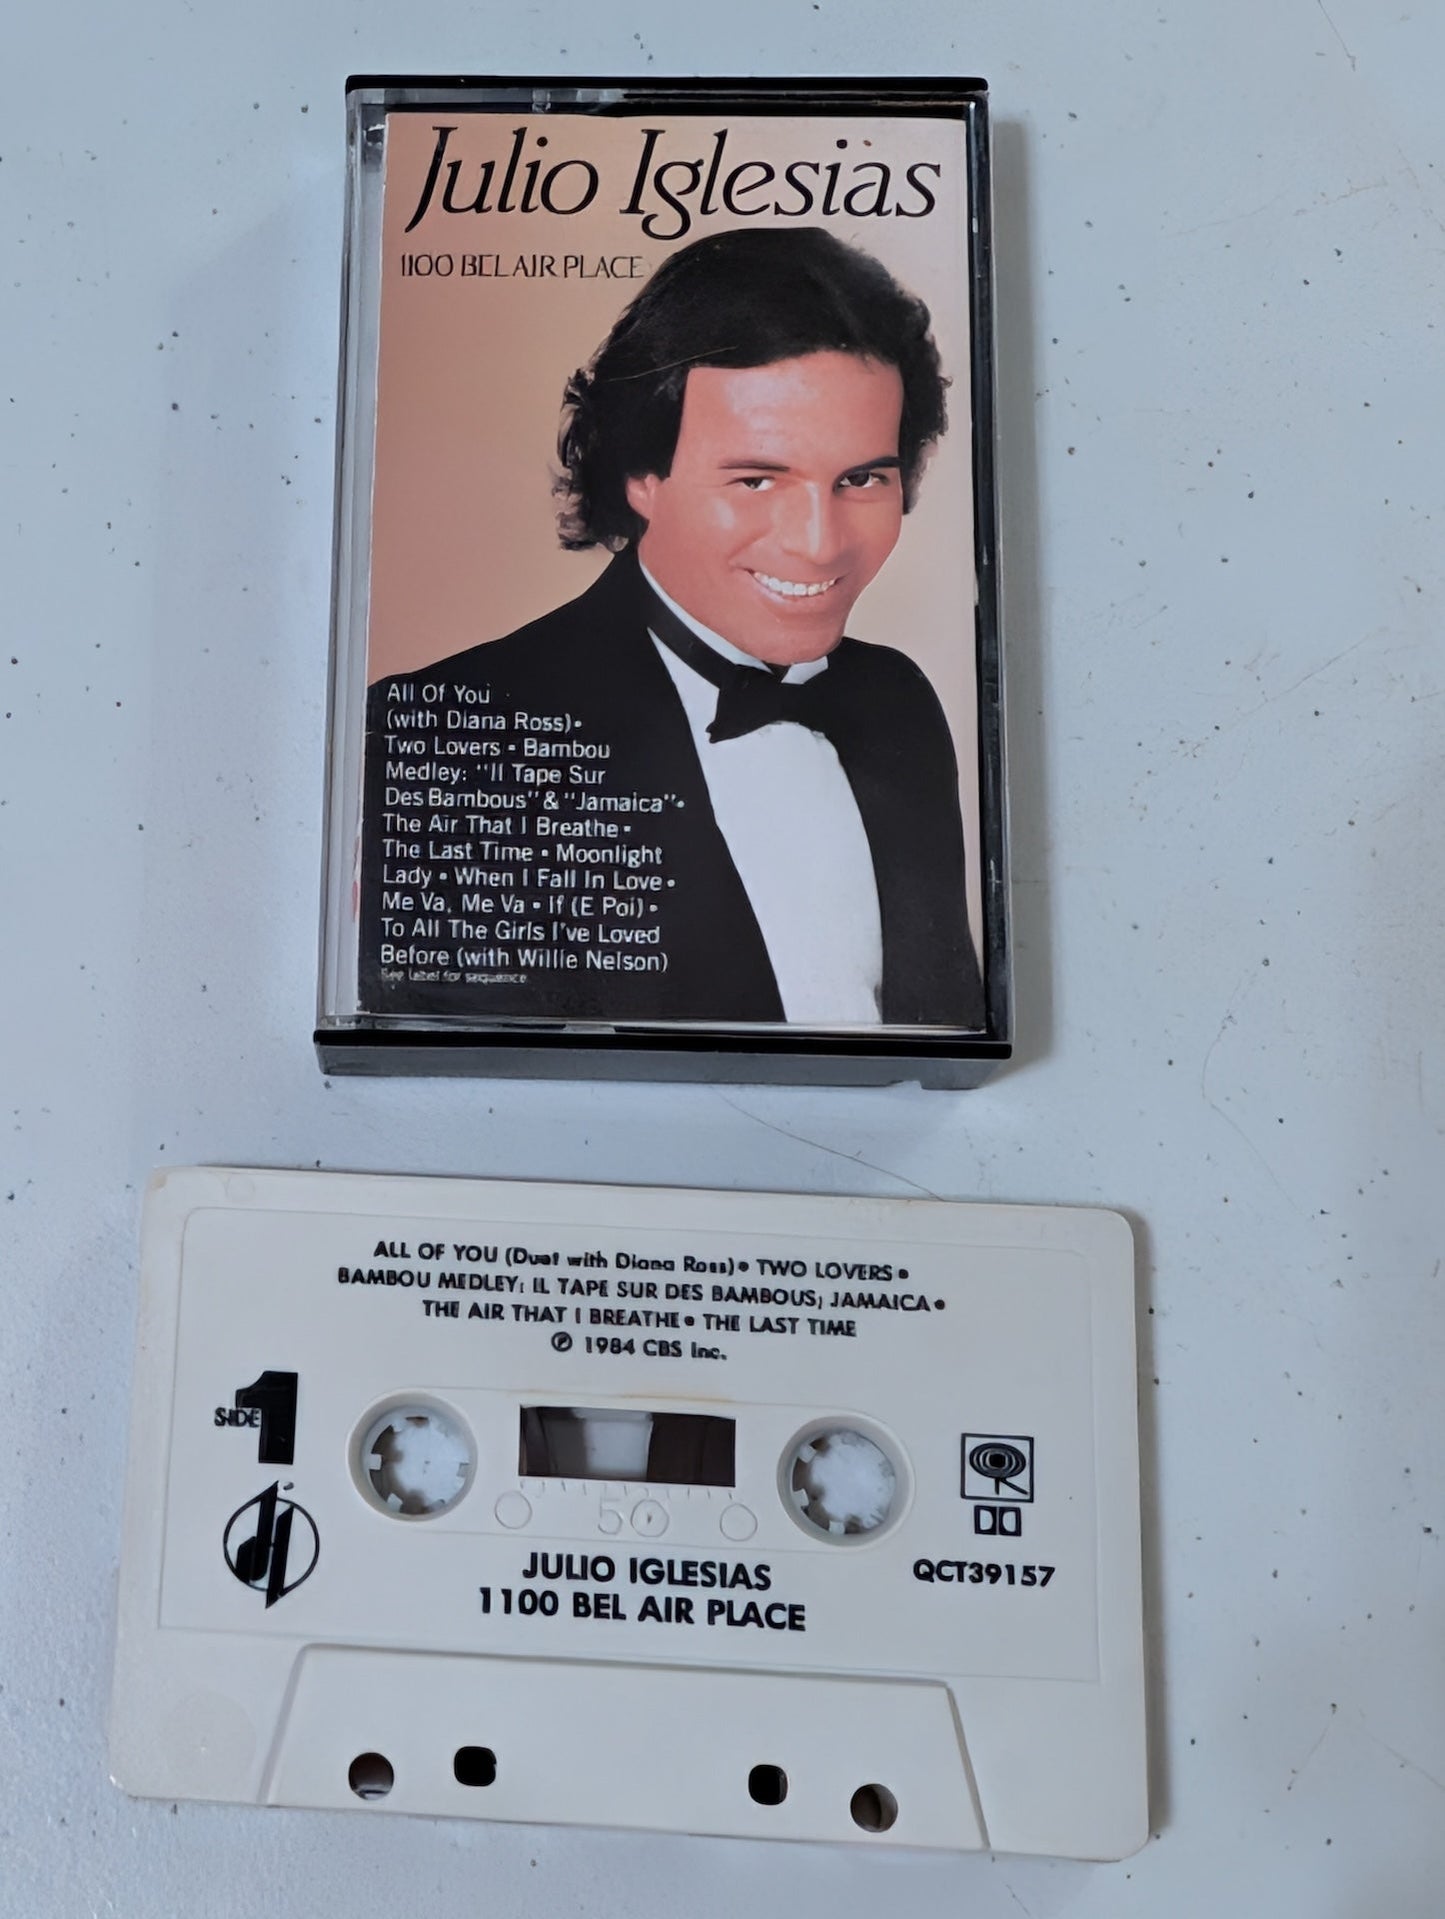 Julio Iglesias
1100 BEL AIR PLACE
All Of You
(with Diana Ross)•
Two Lovers • Bambou
Medley: "Il Tape Sur
Des Bambous" & "Jamaica"•
The Air That I Breathe•
The Last Time • Moonlight
Lady • When I Fall In Love•
Me Va, Me Va • If (E Poi)•
To All The Girls I've Loved
Before (with Willie Nelson)
See label for sequence
ALL OF YOU (Duet with Diana Ross)• TWO LOVERS•
BAMBOU MEDLEY: IL TAPE SUR DES BAMBOUS; JAMAICA•
THE AIR THAT I BREATHE• THE LAST TIME
℗ 1984 CBS Inc.
SIDE 1
50
JULIO IGLESIAS
1100 BEL AIR PLACE
QCT39157